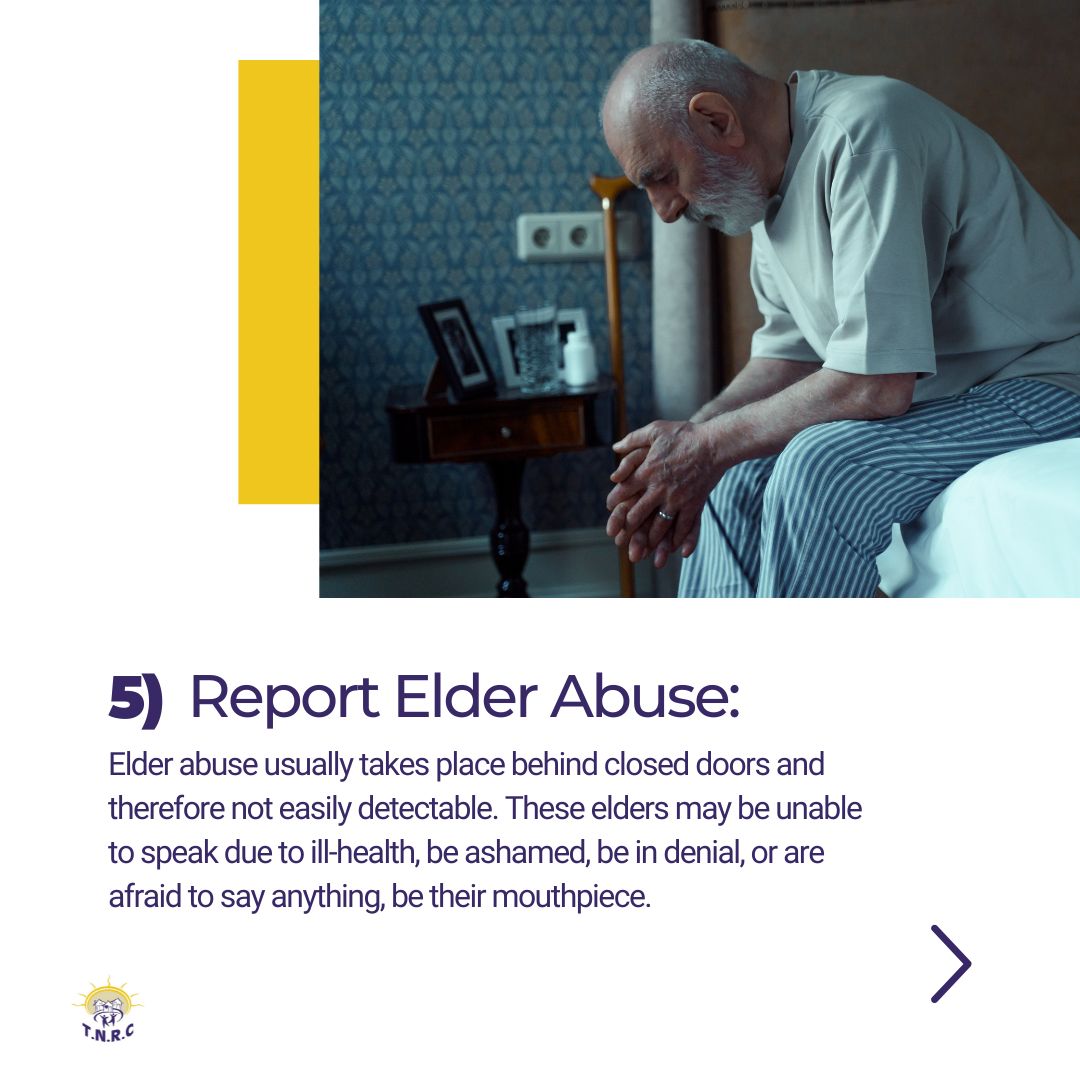 5) Report Elder Abuse:
Elder abuse usually takes place behind closed doors and
therefore not easily detectable. These elders may be unable
to speak due to ill-health, be ashamed, be in denial, or are
afraid to say anything, be their mouthpiece.
T.N.R.C